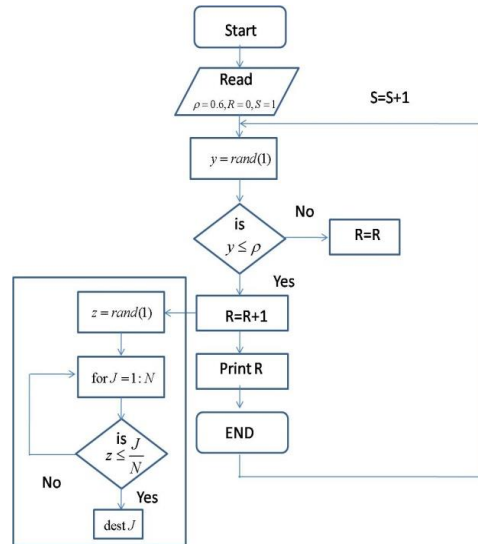 Start
Read
ρ = 0.6, R = 0, S = 1
S=S+1
y = rand(1)
is
y ≤ ρ
No
R=R
Yes
R=R+1
z = rand(1)
for J = 1 : N
Print R
is
z ≤ J/N
END
No
Yes
dest J